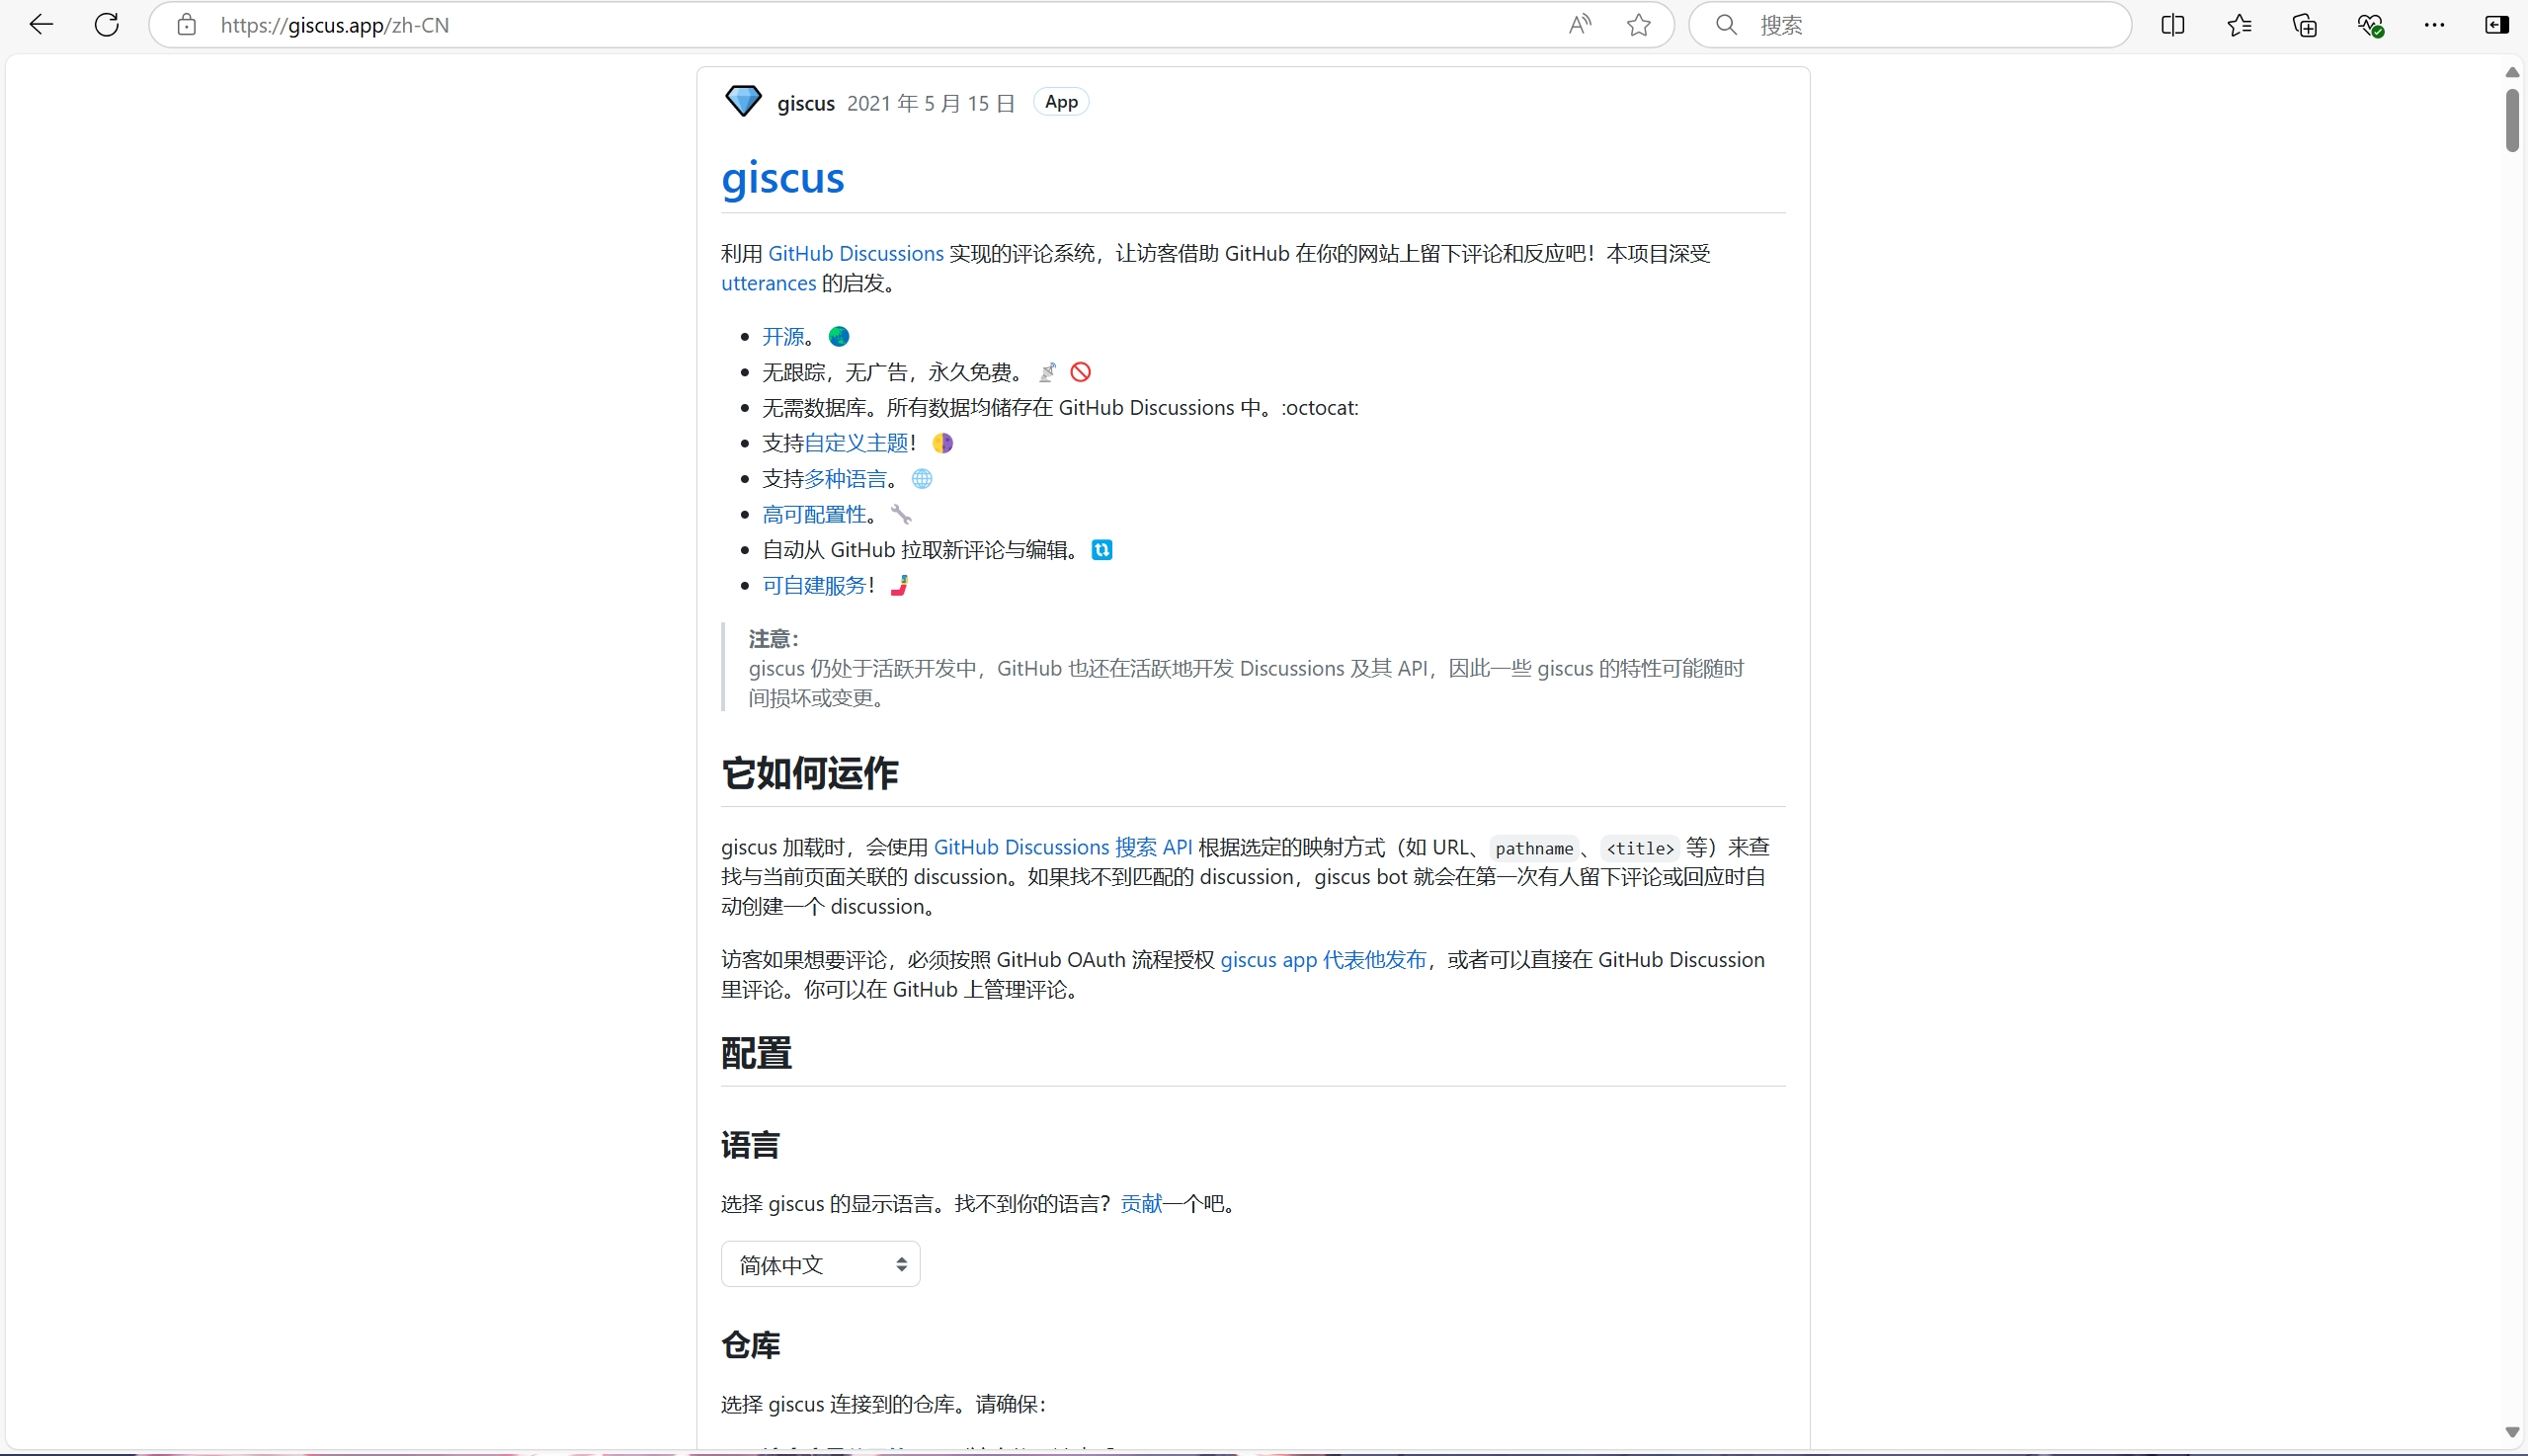 https://giscus.app/zh-CN
搜索
giscus 2021 年 5 月 15 日 App
giscus
利用 GitHub Discussions 实现的评论系统，让访客借助 GitHub 在你的网站上留下评论和反应吧！本项目深受
utterances 的启发。
开源。
无跟踪，无广告，永久免费。
无需数据库。所有数据均储存在 GitHub Discussions 中。:octocat:
支持自定义主题！
支持多种语言。
高可配置性。
自动从 GitHub 拉取新评论与编辑。
可自建服务！
注意：
giscus 仍处于活跃开发中，GitHub 也还在活跃地开发 Discussions 及其 API，因此一些 giscus 的特性可能随时
间损坏或变更。
它如何运作
giscus 加载时，会使用 GitHub Discussions 搜索 API 根据选定的映射方式（如 URL、pathname、<title> 等）来查
找与当前页面关联的 discussion。如果找不到匹配的 discussion，giscus bot 就会在第一次有人留下评论或回应时自
动创建一个 discussion。
访客如果想要评论，必须按照 GitHub OAuth 流程授权 giscus app 代表他发布，或者可以直接在 GitHub Discussion
里评论。你可以在 GitHub 上管理评论。
配置
语言
选择 giscus 的显示语言。找不到你的语言？贡献一个吧。
简体中文
仓库
选择 giscus 连接到的仓库。请确保：